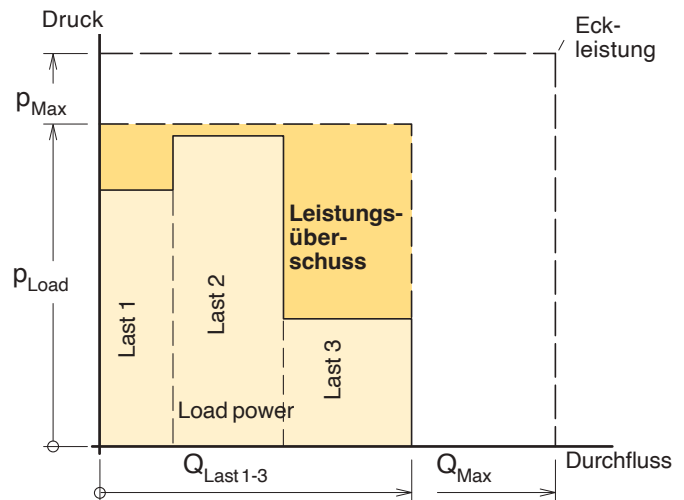 Druck
Eck-
leistung
pMax
Leistungs-
über-
schuss
pLoad
Last 1
Last 2
Last 3
Load power
QLast 1-3
QMax
Durchfluss